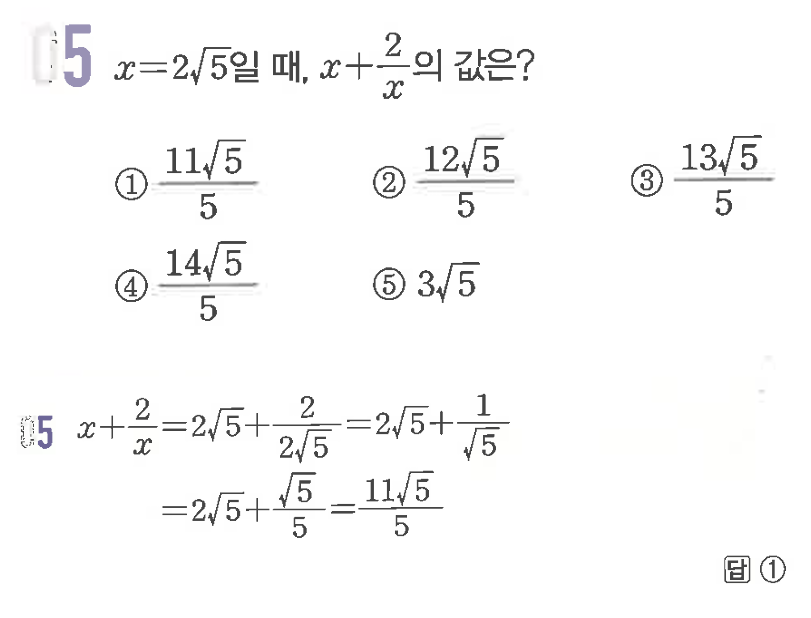 05 x=2√5일 때, x+2/x의 값은?
① 11√5/5 ② 12√5/5 ③ 13√5/5
④ 14√5/5 ⑤ 3√5
05 x+2/x=2√5+2/(2√5)=2√5+1/√5
=2√5+√5/5=11√5/5
답 ①